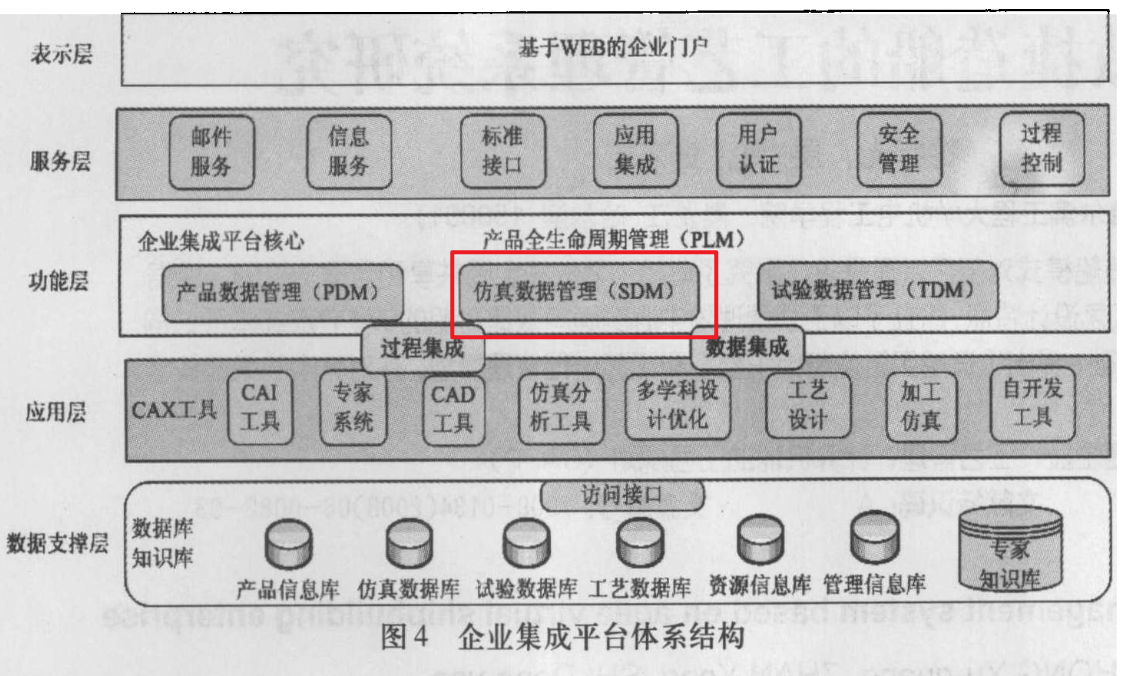 表示层
基于WEB的企业门户
服务层
邮件
服务
信息
服务
标准
接口
应用
集成
用户
认证
安全
管理
过程
控制
功能层
企业集成平台核心
产品全生命周期管理（PLM）
产品数据管理（PDM）
仿真数据管理（SDM）
试验数据管理（TDM）
过程集成
数据集成
应用层
CAX工具
CAI
工具
专家
系统
CAD
工具
仿真分
析工具
多学科设
计优化
工艺
设计
加工
仿真
自开发
工具
数据支撑层
访问接口
数据库
知识库
产品信息库
仿真数据库
试验数据库
工艺数据库
资源信息库
管理信息库
专家
知识库
图4 企业集成平台体系结构